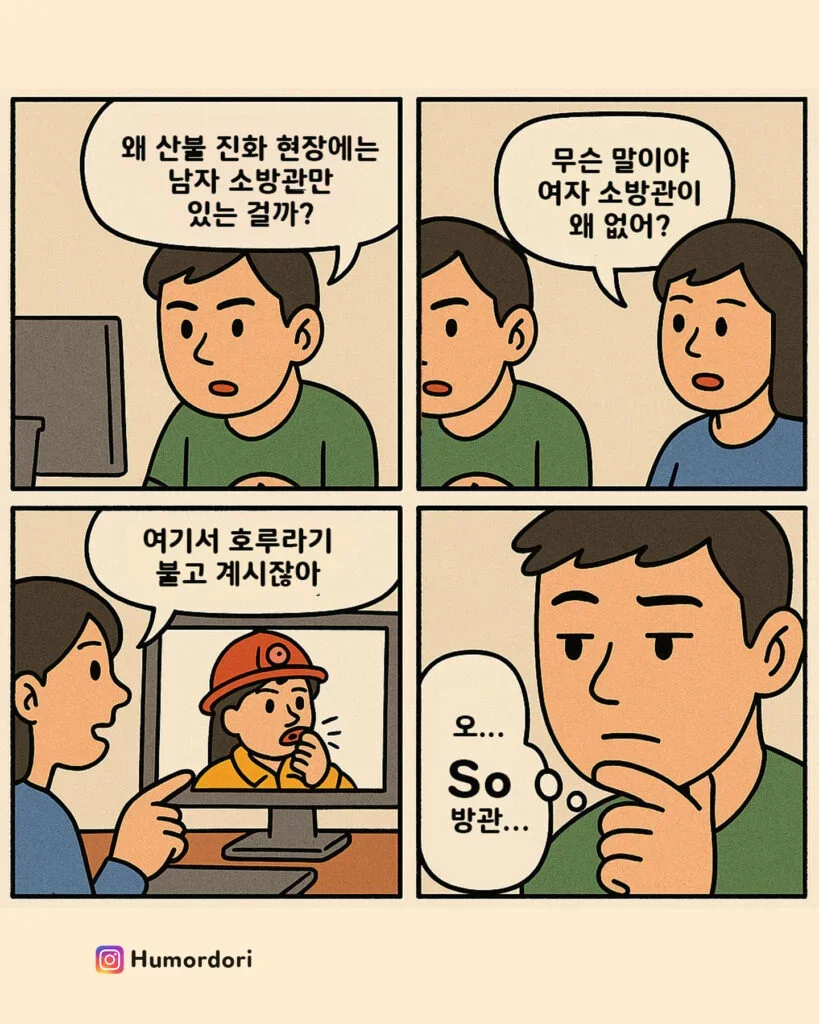 왜 산불 진화 현장에는
남자 소방관만
있는 걸까?
무슨 말이야
여자 소방관이
왜 없어?
여기서 호루라기
불고 계시잖아
오...
So
방관...
Humordori